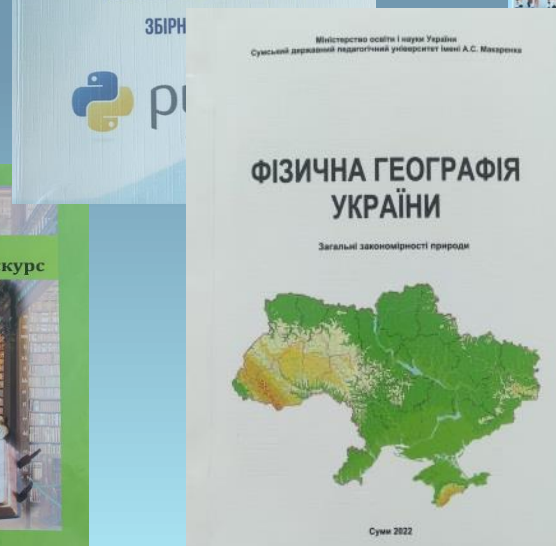 ЗБІРН
pu
курс
Міністерство освіти і науки України
Сумський державний педагогічний університет імені А.С. Макаренка
ФІЗИЧНА ГЕОГРАФІЯ
УКРАЇНИ
Загальні закономірності природи
Суми 2022